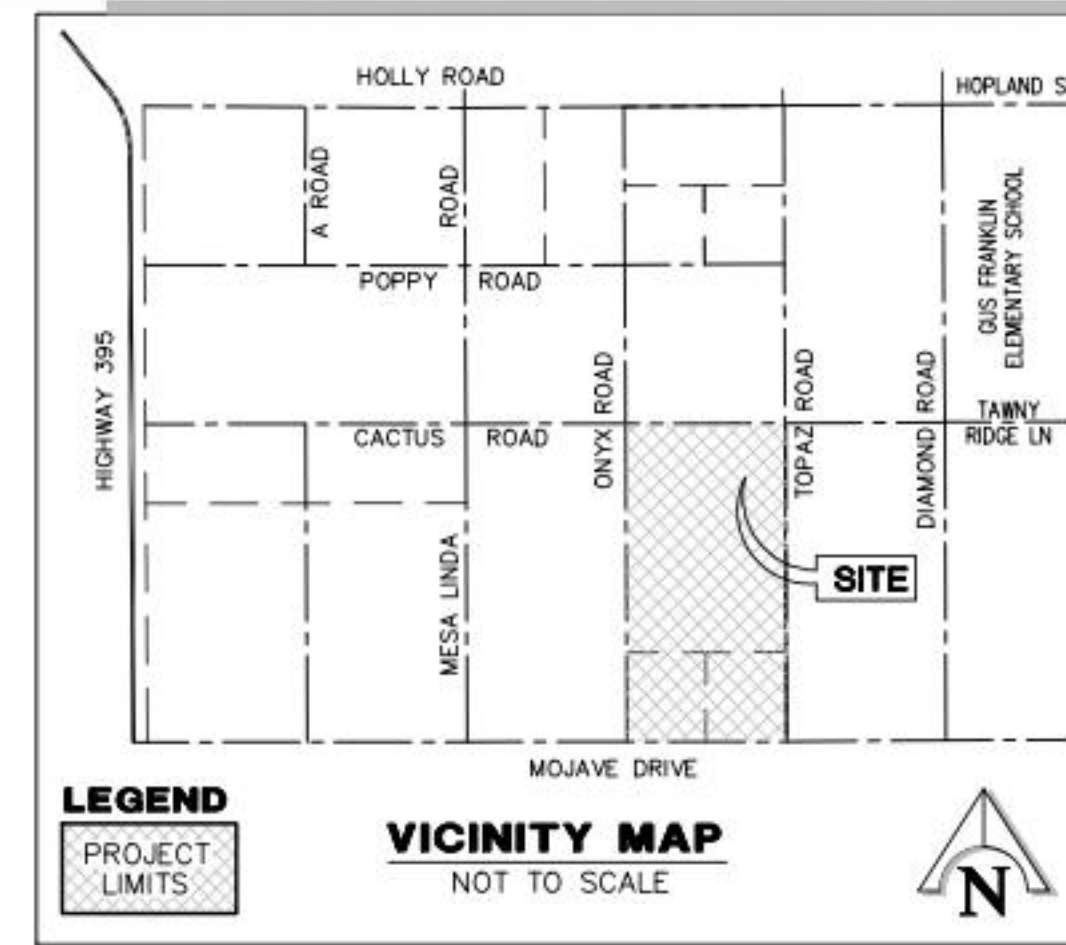 HOLLY ROAD
HOPLAND S
A ROAD
ROAD
GUS FRANKLIN
ELEMENTARY SCHOOL
POPPY ROAD
HIGHWAY 395
ONYX ROAD
TOPAZ ROAD
DIAMOND ROAD
TAWNY
RIDGE LN
CACTUS ROAD
MESA LINDA
SITE
MOJAVE DRIVE
LEGEND
PROJECT
LIMITS
VICINITY MAP
NOT TO SCALE
N